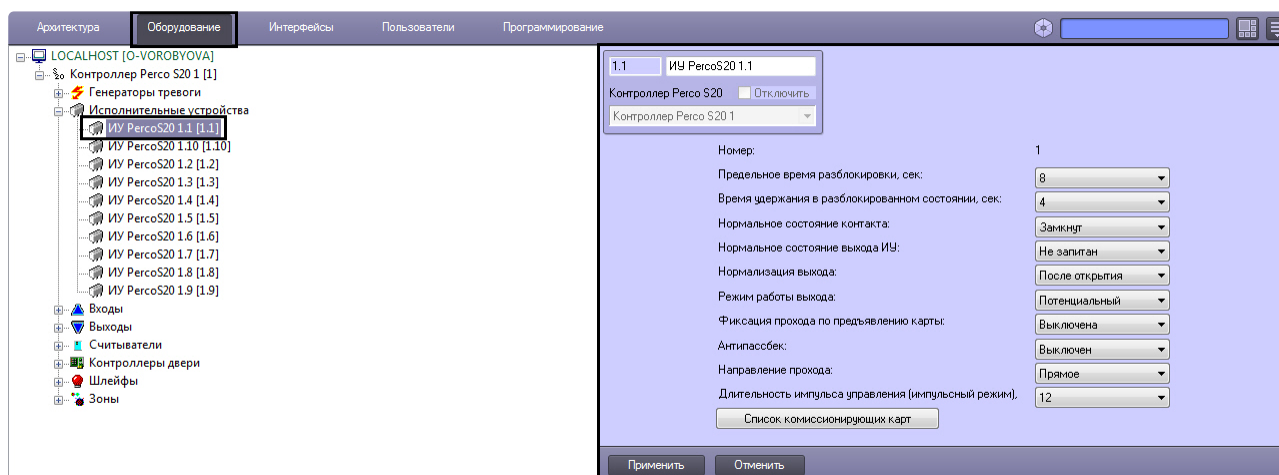 Архитектура Оборудование Интерфейсы Пользователи Программирование
LOCALHOST [O-VOROBYOVA]
Контроллер Perco S20 1 [1]
Генераторы тревоги
Исполнительные устройства
ИУ PercoS20 1.1 [1.1]
ИУ PercoS20 1.10 [1.10]
ИУ PercoS20 1.2 [1.2]
ИУ PercoS20 1.3 [1.3]
ИУ PercoS20 1.4 [1.4]
ИУ PercoS20 1.5 [1.5]
ИУ PercoS20 1.6 [1.6]
ИУ PercoS20 1.7 [1.7]
ИУ PercoS20 1.8 [1.8]
ИУ PercoS20 1.9 [1.9]
Входы
Выходы
Считыватели
Контроллеры двери
Шлейфы
Зоны
1.1 ИУ PercoS20 1.1
Контроллер Perco S20 Отключить
Контроллер Perco S20 1
Номер: 1
Предельное время разблокировки, сек: 8
Время удержания в разблокированном состоянии, сек: 4
Нормальное состояние контакта: Замкнут
Нормальное состояние выхода ИУ: Не запитан
Нормализация выхода: После открытия
Режим работы выхода: Потенциальный
Фиксация прохода по предъявлению карты: Выключена
Антипассбек: Выключен
Направление прохода: Прямое
Длительность импульса управления (импульсный режим), 12
Список комиссионирующих карт
Применить Отменить